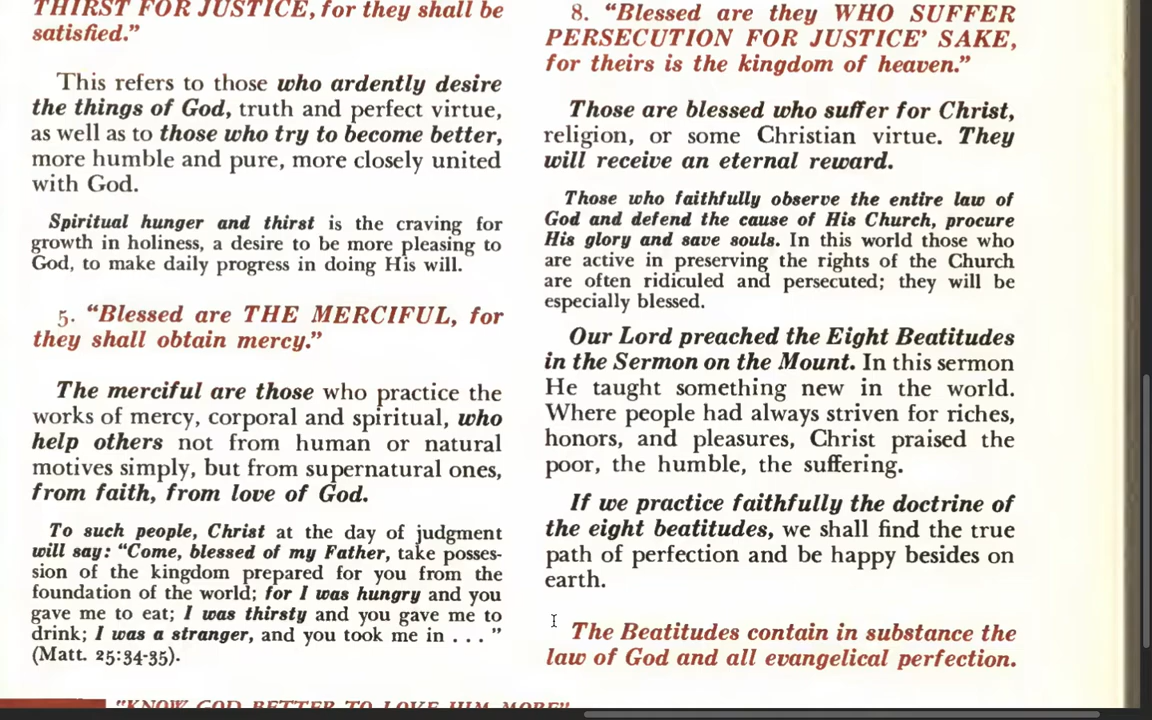 THIRST FOR JUSTICE, for they shall be
satisfied.”
This refers to those who ardently desire
the things of God, truth and perfect virtue,
as well as to those who try to become better,
more humble and pure, more closely united
with God.
Spiritual hunger and thirst is the craving for
growth in holiness, a desire to be more pleasing to
God, to make daily progress in doing His will.
5. “Blessed are THE MERCIFUL, for
they shall obtain mercy.”
The merciful are those who practice the
works of mercy, corporal and spiritual, who
help others not from human or natural
motives simply, but from supernatural ones,
from faith, from love of God.
To such people, Christ at the day of judgment
will say: “Come, blessed of my Father, take posses-
sion of the kingdom prepared for you from the
foundation of the world; for I was hungry and you
gave me to eat; I was thirsty and you gave me to
drink; I was a stranger, and you took me in . . . ”
(Matt. 25:34-35).
8. “Blessed are they WHO SUFFER
PERSECUTION FOR JUSTICE’ SAKE,
for theirs is the kingdom of heaven.”
Those are blessed who suffer for Christ,
religion, or some Christian virtue. They
will receive an eternal reward.
Those who faithfully observe the entire law of
God and defend the cause of His Church, procure
His glory and save souls. In this world those who
are active in preserving the rights of the Church
are often ridiculed and persecuted; they will be
especially blessed.
Our Lord preached the Eight Beatitudes
in the Sermon on the Mount. In this sermon
He taught something new in the world.
Where people had always striven for riches,
honors, and pleasures, Christ praised the
poor, the humble, the suffering.
If we practice faithfully the doctrine of
the eight beatitudes, we shall find the true
path of perfection and be happy besides on
earth.
The Beatitudes contain in substance the
law of God and all evangelical perfection.
"KNOW GOD BETTER TO LOVE HIM MORE"